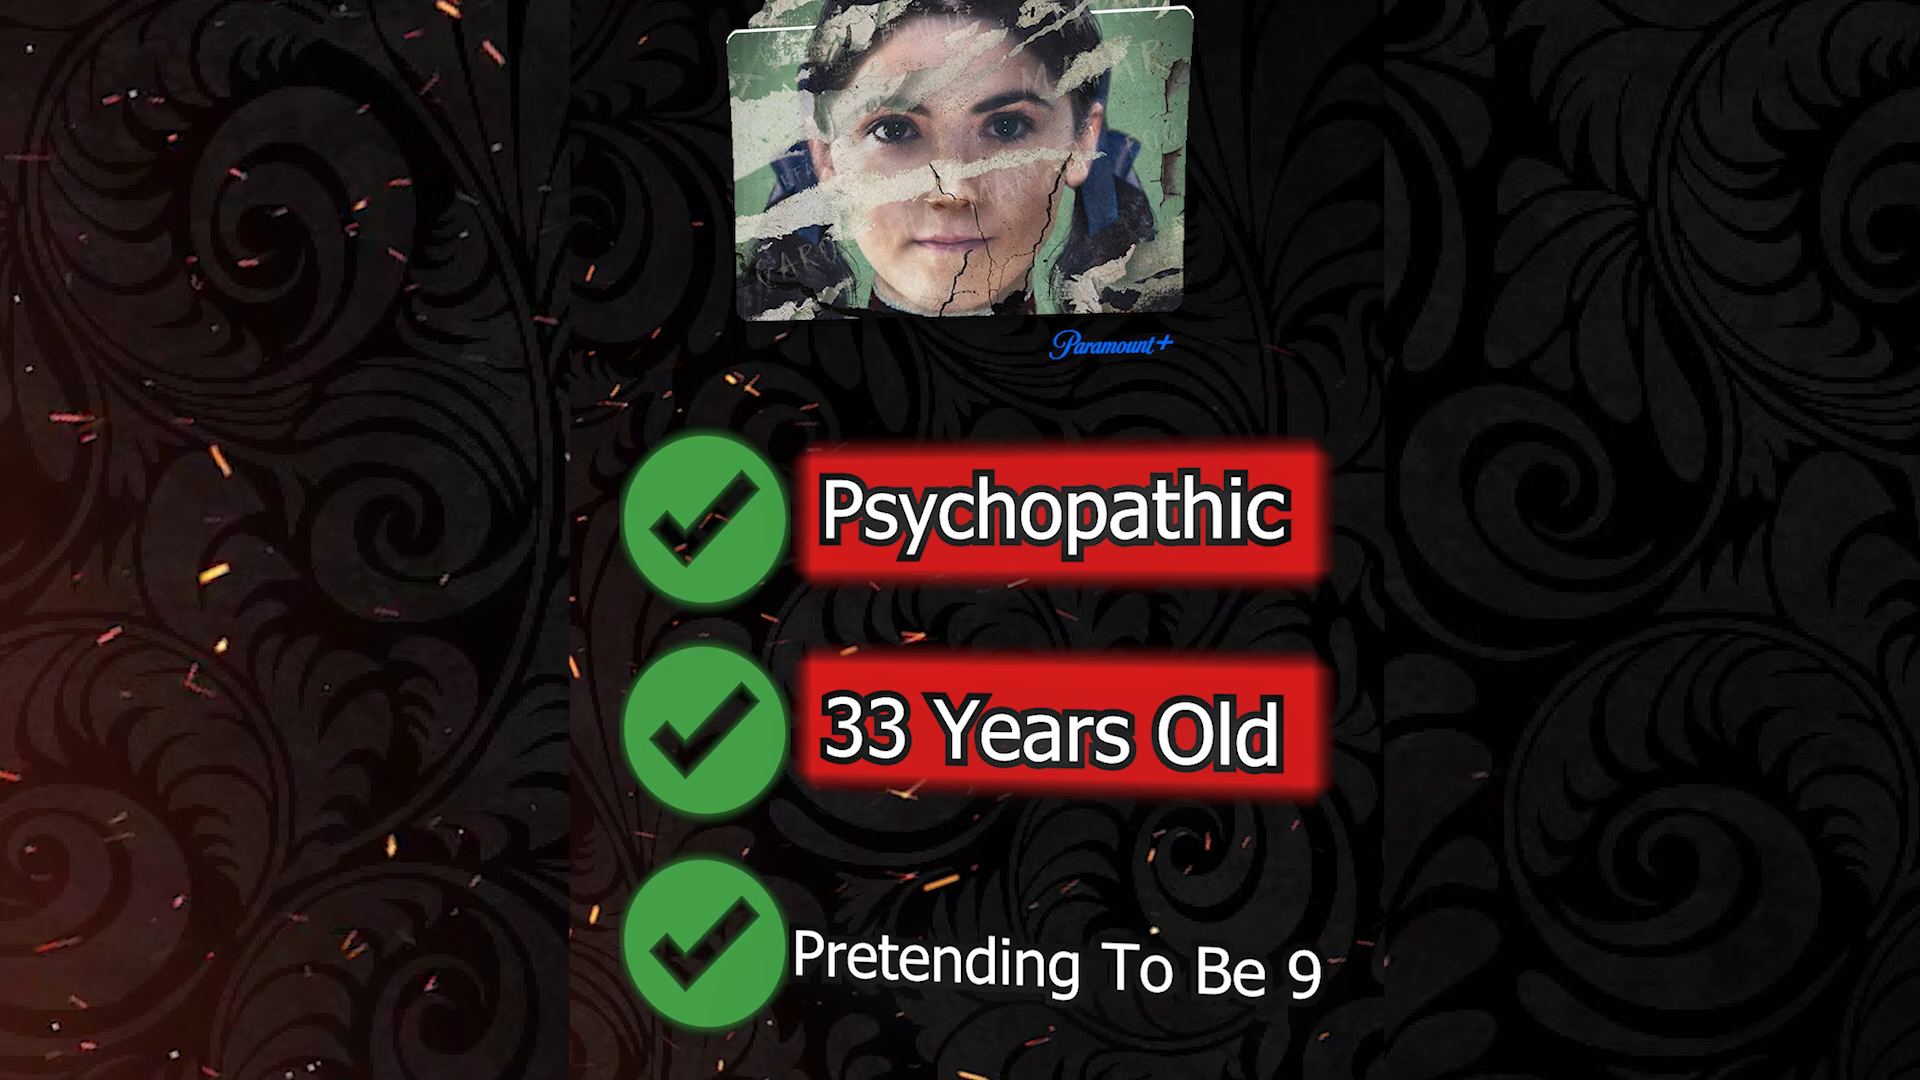 Paramount+
Psychopathic
33 Years Old
Pretending To Be 9